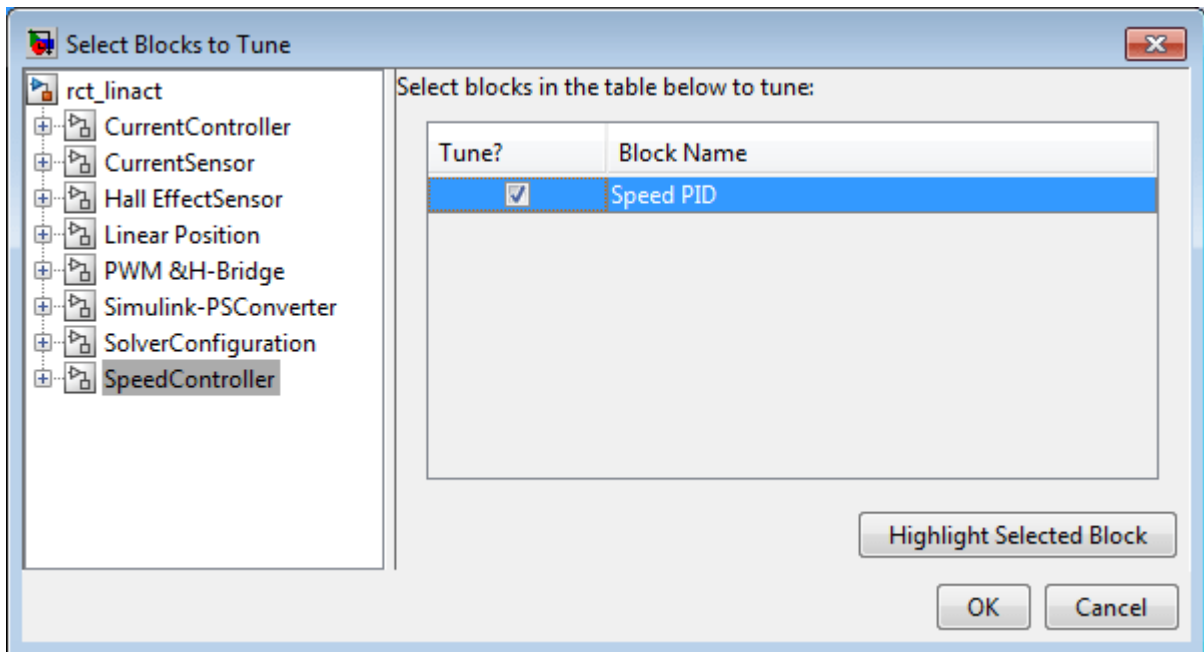 Select Blocks to Tune
rct_linact
CurrentController
CurrentSensor
Hall EffectSensor
Linear Position
PWM &H-Bridge
Simulink-PSConverter
SolverConfiguration
SpeedController
Select blocks in the table below to tune:
Tune? Block Name
Speed PID
Highlight Selected Block
OK Cancel